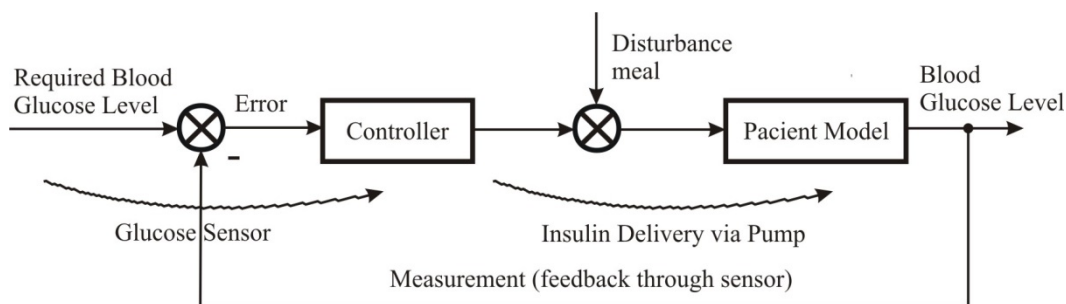 Required Blood
Glucose Level
Error
-
Controller
Disturbance
meal
Pacient Model
Blood
Glucose Level
Glucose Sensor
Insulin Delivery via Pump
Measurement (feedback through sensor)